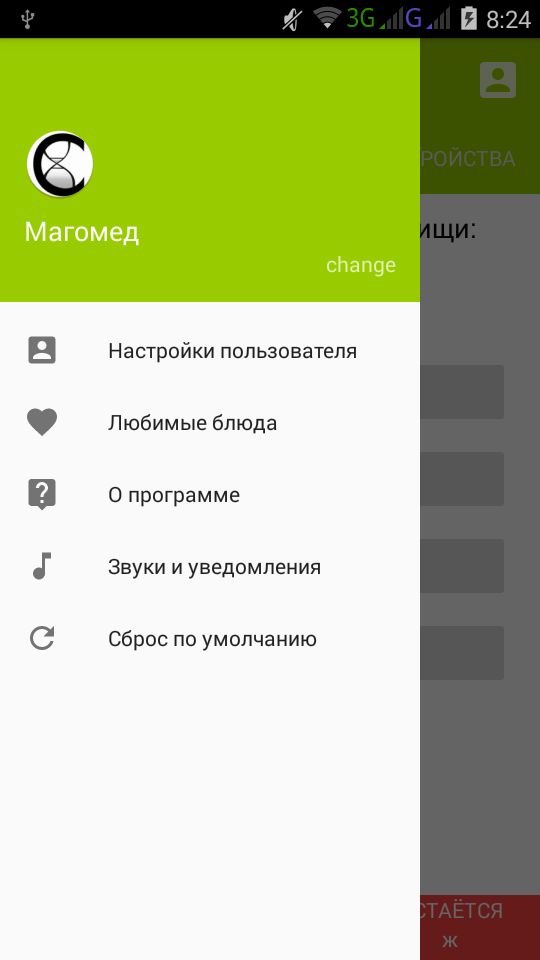 3G G 8:24
РОЙСТВА
Магомед
ищи:
change
Настройки пользователя
Любимые блюда
О программе
Звуки и уведомления
Сброс по умолчанию
СТАЁТСЯ
ж